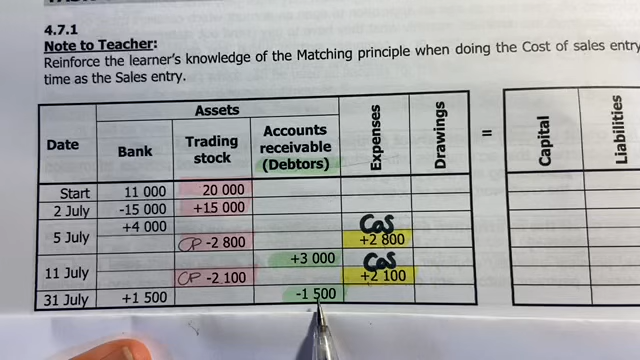 4.7.1
Note to Teacher:
Reinforce the learner's knowledge of the Matching principle when doing the Cost of sales entry
time as the Sales entry.
Assets
Date Bank Trading stock Accounts receivable (Debtors) Expenses Drawings = Capital Liabilities
Start 11 000 20 000
2 July -15 000 +15 000
5 July +4 000
CoS
CP -2 800 +2 800
11 July +3 000
CoS
CP -2 100 +2 100
31 July +1 500 -1 500